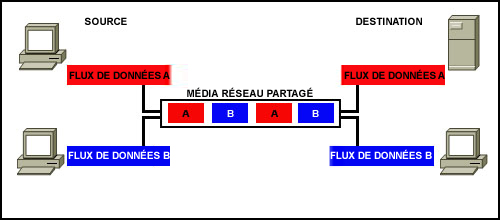 SOURCE
DESTINATION
FLUX DE DONNÉES A
FLUX DE DONNÉES A
MÉDIA RÉSEAU PARTAGÉ
A B A B
FLUX DE DONNÉES B
FLUX DE DONNÉES B